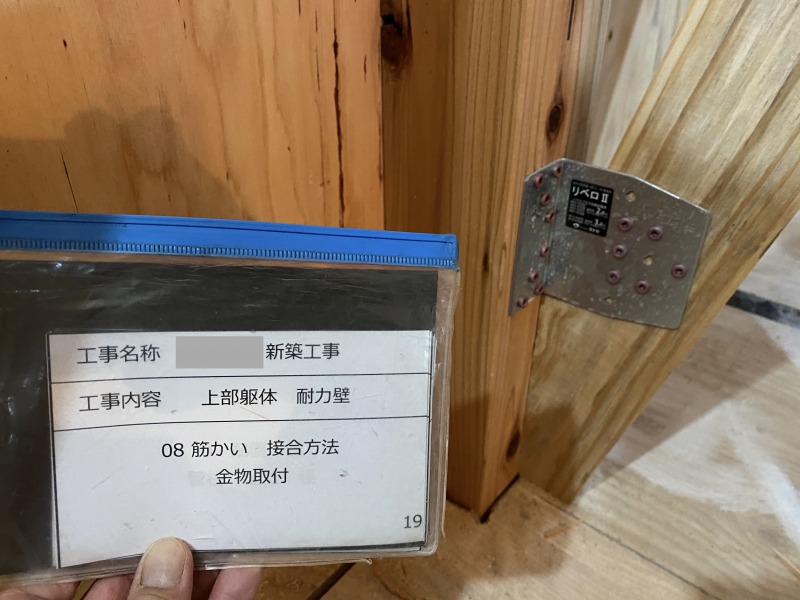 工事名称 新築工事
工事内容 上部躯体 耐力壁
08 筋かい 接合方法
金物取付
19
リベロⅡ